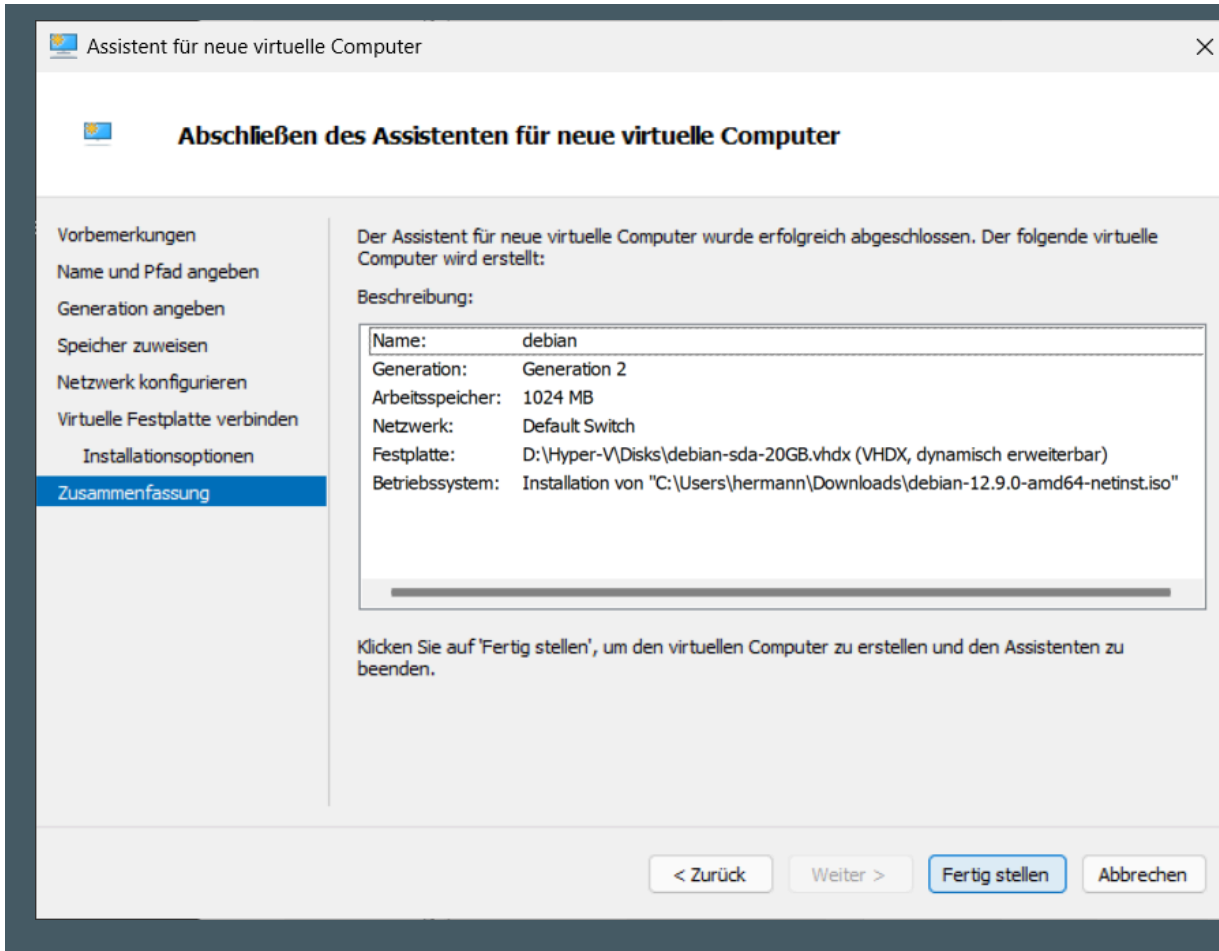 Assistent für neue virtuelle Computer
Abschließen des Assistenten für neue virtuelle Computer
Vorbemerkungen
Name und Pfad angeben
Generation angeben
Speicher zuweisen
Netzwerk konfigurieren
Virtuelle Festplatte verbinden
Installationsoptionen
Zusammenfassung
Der Assistent für neue virtuelle Computer wurde erfolgreich abgeschlossen. Der folgende virtuelle
Computer wird erstellt:
Beschreibung:
Name: debian
Generation: Generation 2
Arbeitsspeicher: 1024 MB
Netzwerk: Default Switch
Festplatte: D:\Hyper-V\Disks\debian-sda-20GB.vhdx (VHDX, dynamisch erweiterbar)
Betriebssystem: Installation von "C:\Users\hermann\Downloads\debian-12.9.0-amd64-netinst.iso"
Klicken Sie auf 'Fertig stellen', um den virtuellen Computer zu erstellen und den Assistenten zu
beenden.
< Zurück Weiter > Fertig stellen Abbrechen